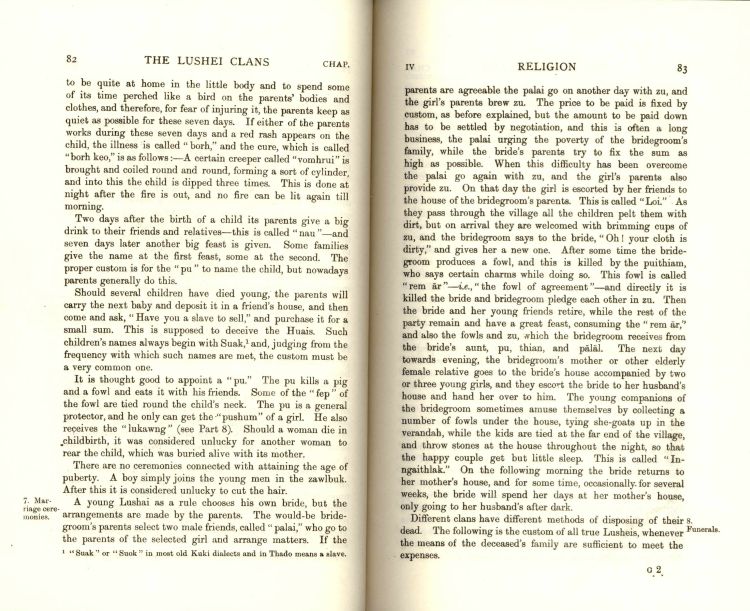 82 THE LUSHEI CLANS CHAP.
to be quite at home in the little body and to spend some
of its time perched like a bird on the parents' bodies and
clothes, and therefore, for fear of injuring it, the parents keep as
quiet as possible for these seven days. If either of the parents
works during these seven days and a red rash appears on the
child, the illness is called "borh," and the cure, which is called
"borh keo," is as follows:—A certain creeper called "vomhrui" is
brought and coiled round and round, forming a sort of cylinder,
and into this the child is dipped three times. This is done at
night after the fire is out, and no fire can be lit again till
morning.
Two days after the birth of a child its parents give a big
drink to their friends and relatives—this is called "nau"—and
seven days later another big feast is given. Some families
give the name at the first feast, some at the second. The
proper custom is for the "pu" to name the child, but nowadays
parents generally do this.
Should several children have died young, the parents will
carry the next baby and deposit it in a friend's house, and then
come and ask, "Have you a slave to sell," and purchase it for a
small sum. This is supposed to deceive the Huais. Such
children's names always begin with Suak,¹ and, judging from the
frequency with which such names are met, the custom must be
a very common one.
It is thought good to appoint a "pu." The pu kills a pig
and a fowl and eats it with his friends. Some of the "fep" of
the fowl are tied round the child's neck. The pu is a general
protector, and he only can get the "pushum" of a girl. He also
receives the "lukawng" (see Part 8). Should a woman die in
childbirth, it was considered unlucky for another woman to
rear the child, which was buried alive with its mother.
There are no ceremonies connected with attaining the age of
puberty. A boy simply joins the young men in the zawlbuk.
After this it is considered unlucky to cut the hair.
7. Mar-
riage cere-
monies.
A young Lushai as a rule chooses his own bride, but the
arrangements are made by the parents. The would-be bride-
groom's parents select two male friends, called "palai," who go to
the parents of the selected girl and arrange matters. If the
¹ "Suak" or "Suok" in most old Kuki dialects and in Thado means a slave.
IV RELIGION 83
parents are agreeable the palai go on another day with zu, and
the girl's parents brew zu. The price to be paid is fixed by
custom, as before explained, but the amount to be paid down
has to be settled by negotiation, and this is often a long
business, the palai urging the poverty of the bridegroom's
family, while the bride's parents try to fix the sum as
high as possible. When this difficulty has been overcome
the palai go again with zu, and the girl's parents also
provide zu. On that day the girl is escorted by her friends to
the house of the bridegroom's parents. This is called "Loi." As
they pass through the village all the children pelt them with
dirt, but on arrival they are welcomed with brimming cups of
zu, and the bridegroom says to the bride, "Oh! your cloth is
dirty," and gives her a new one. After some time the bride-
groom produces a fowl, and this is killed by the puithiam,
who says certain charms while doing so. This fowl is called
"rem ār"—i.e., "the fowl of agreement"—and directly it is
killed the bride and bridegroom pledge each other in zu. Then
the bride and her young friends retire, while the rest of the
party remain and have a great feast, consuming the "rem ār,"
and also the fowls and zu, which the bridegroom receives from
the bride's aunt, pu, thian, and pālāl. The next day
towards evening, the bridegroom's mother or other elderly
female relative goes to the bride's house accompanied by two
or three young girls, and they escort the bride to her husband's
house and hand her over to him. The young companions of
the bridegroom sometimes amuse themselves by collecting a
number of fowls under the house, tying she-goats up in the
verandah, while the kids are tied at the far end of the village,
and throw stones at the house throughout the night, so that
the happy couple get but little sleep. This is called "In-
ngaithlak." On the following morning the bride returns to
her mother's house, and for some time, occasionally for several
weeks, the bride will spend her days at her mother's house,
only going to her husband's after dark.
Different clans have different methods of disposing of their
dead. The following is the custom of all true Lusheis, whenever
the means of the deceased's family are sufficient to meet the
expenses.
8.
Funerals.
G 2